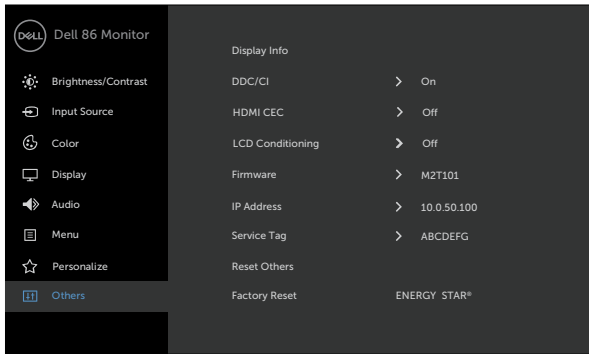 DELL Dell 86 Monitor
Display Info
Brightness/Contrast DDC/CI > On
Input Source HDMI CEC > Off
Color LCD Conditioning > Off
Display Firmware > M2T101
Audio IP Address > 10.0.50.100
Menu Service Tag > ABCDEFG
Personalize Reset Others
Others Factory Reset ENERGY STAR®